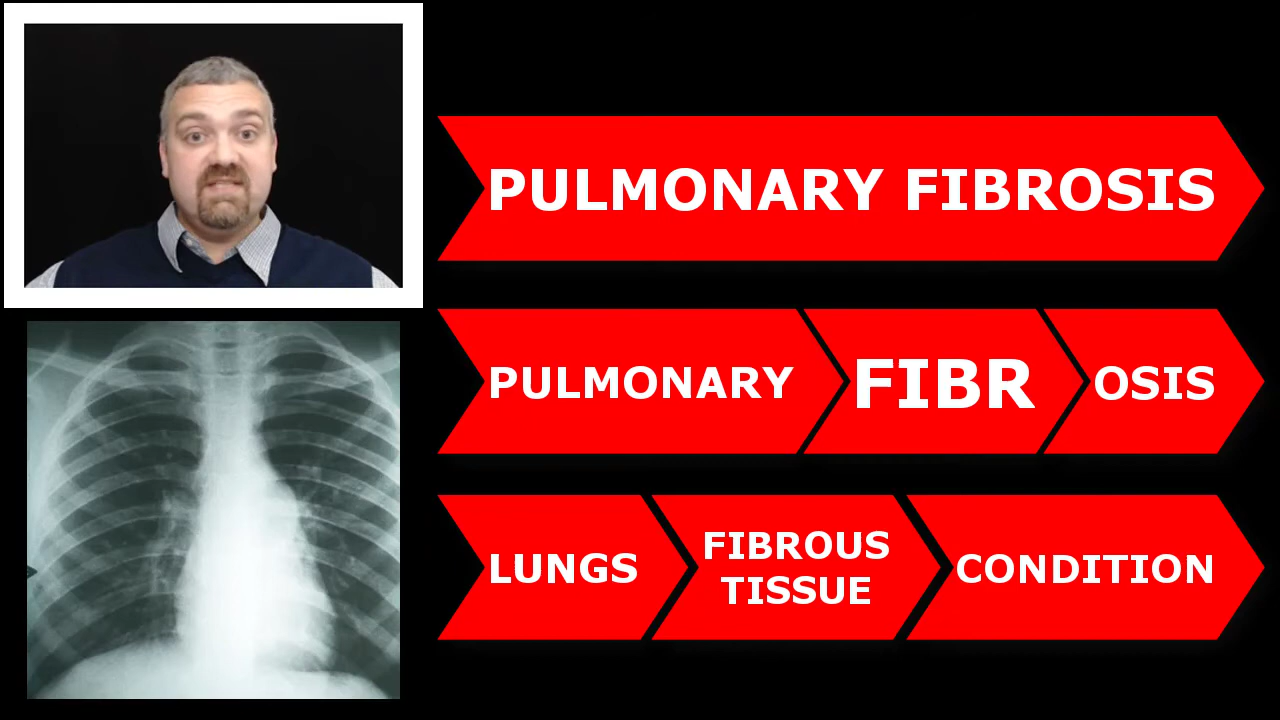 PULMONARY FIBROSIS
PULMONARY FIBR OSIS
LUNGS FIBROUS TISSUE CONDITION